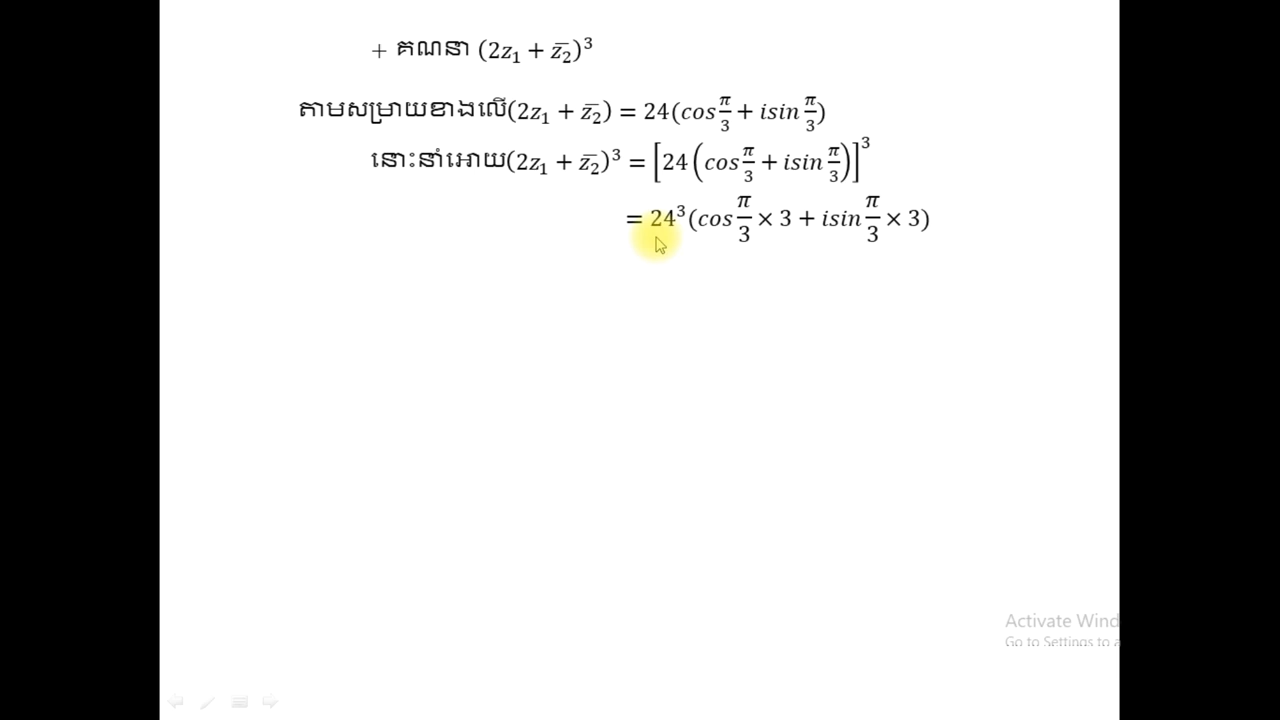 + គណនា (2z₁ + z̄₂)³
តាមសម្រាយខាងលើ(2z₁ + z̄₂) = 24(cos π/3 + isin π/3)
នោះនាំអោយ(2z₁ + z̄₂)³ = [24 (cos π/3 + isin π/3)]³
= 24³(cos π/3 × 3 + isin π/3 × 3)
Activate Wind
Go to Settings to a